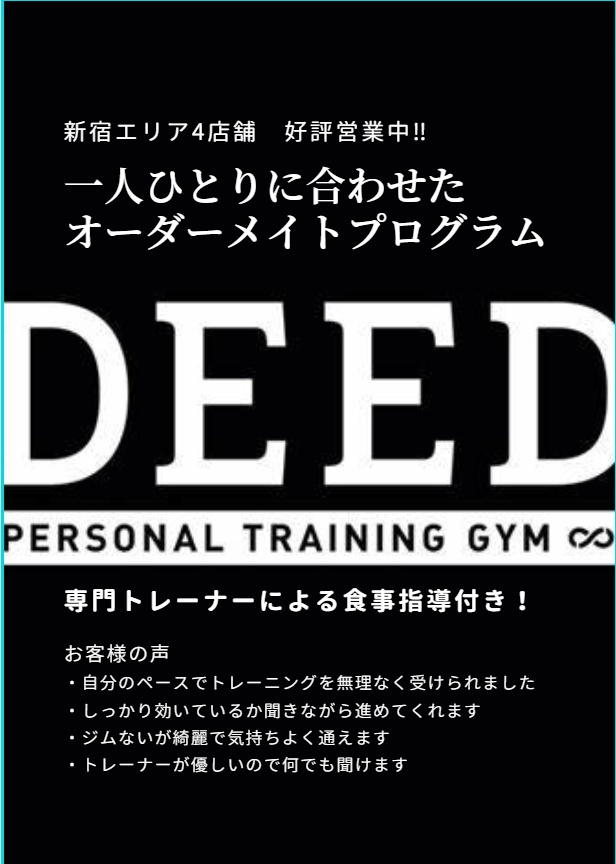 新宿エリア4店舗　好評営業中!!
一人ひとりに合わせた
オーダーメイトプログラム
DEED
PERSONAL TRAINING GYM
専門トレーナーによる食事指導付き！
お客様の声
・自分のペースでトレーニングを無理なく受けられました
・しっかり効いているか聞きながら進めてくれます
・ジムないが綺麗で気持ちよく通えます
・トレーナーが優しいので何でも聞けます